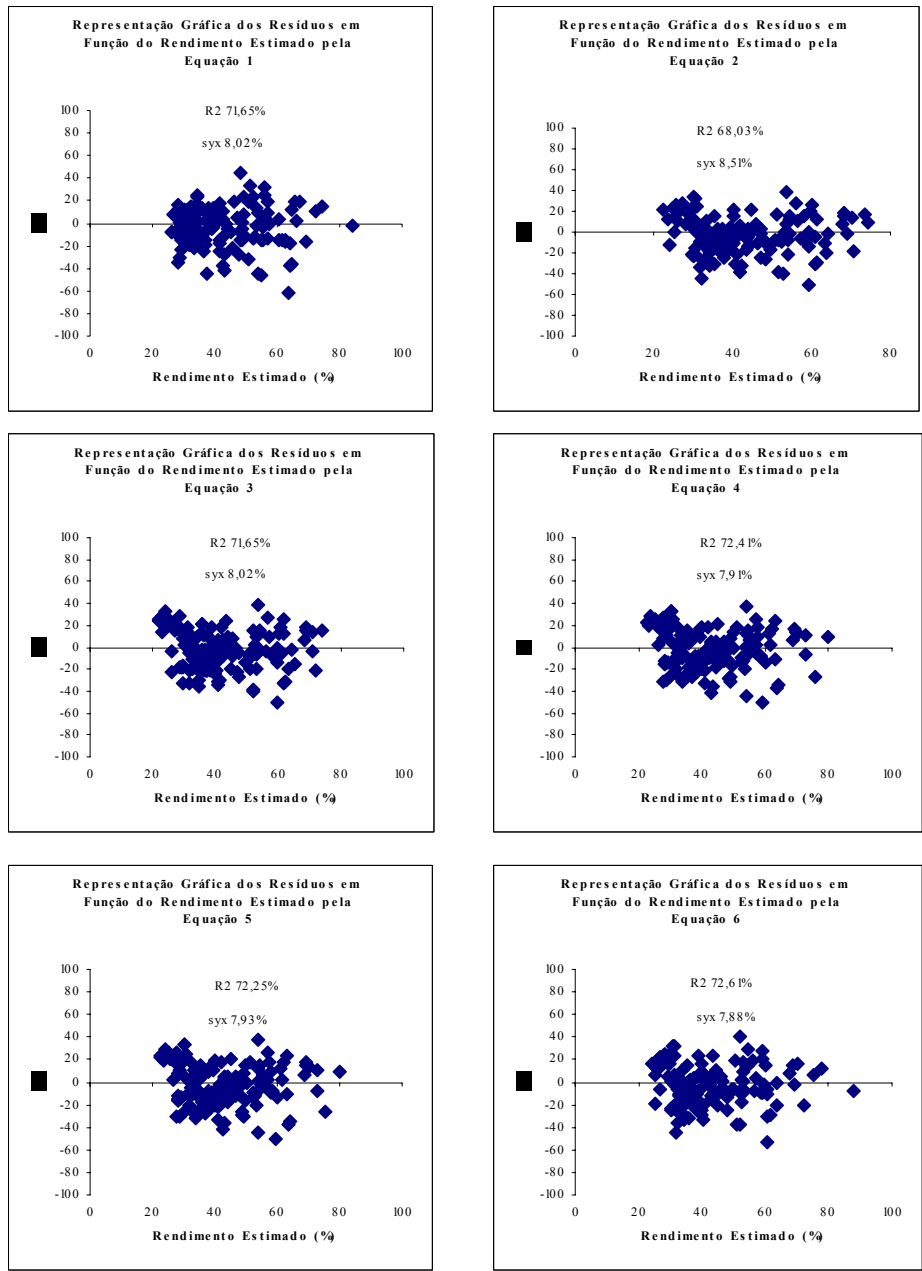 Representação Gráfica dos Resíduos em
Função do Rendimento Estimado pela
Equação 1
R2 71,65%
syx 8,02%
100
80
60
40
20
0
-20
-40
-60
-80
-100
0 20 40 60 80 100
Rendimento Estimado (%)
Representação Gráfica dos Resíduos em
Função do Rendimento Estimado pela
Equação 2
R2 68,03%
syx 8,51%
100
80
60
40
20
0
-20
-40
-60
-80
-100
0 20 40 60 80
Rendimento Estimado (%)
Representação Gráfica dos Resíduos em
Função do Rendimento Estimado pela
Equação 3
R2 71,65%
syx 8,02%
100
80
60
40
20
0
-20
-40
-60
-80
-100
0 20 40 60 80 100
Rendimento Estimado (%)
Representação Gráfica dos Resíduos em
Função do Rendimento Estimado pela
Equação 4
R2 72,41%
syx 7,91%
100
80
60
40
20
0
-20
-40
-60
-80
-100
0 20 40 60 80 100
Rendimento Estimado (%)
Representação Gráfica dos Resíduos em
Função do Rendimento Estimado pela
Equação 5
R2 72,25%
syx 7,93%
100
80
60
40
20
0
-20
-40
-60
-80
-100
0 20 40 60 80 100
Rendimento Estimado (%)
Representação Gráfica dos Resíduos em
Função do Rendimento Estimado pela
Equação 6
R2 72,61%
syx 7,88%
100
80
60
40
20
0
-20
-40
-60
-80
-100
0 20 40 60 80 100
Rendimento Estimado (%)